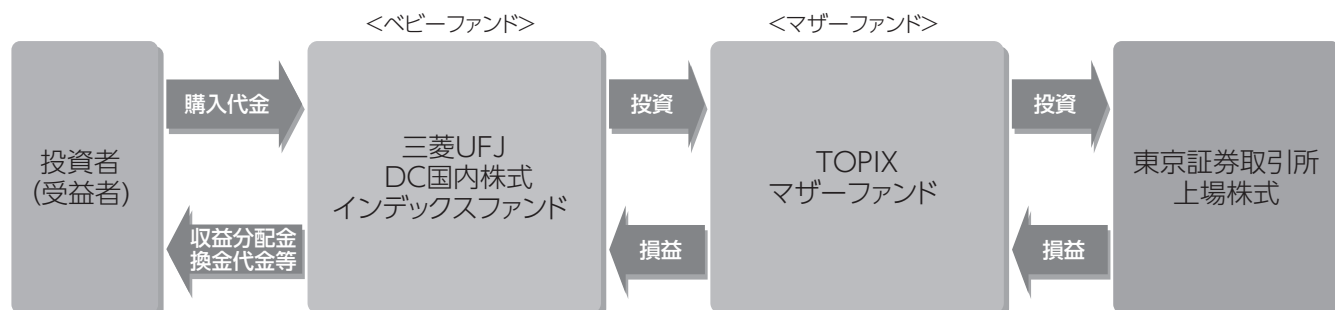 <ベビーファンド>
<マザーファンド>
投資者
(受益者)
購入代金
収益分配金
換金代金等
三菱UFJ
DC国内株式
インデックスファンド
投資
損益
TOPIX
マザーファンド
投資
損益
東京証券取引所
上場株式